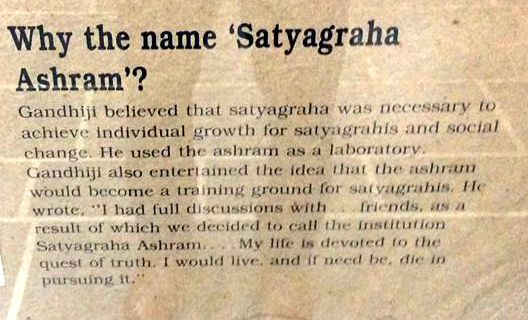 Why the name ‘Satyagraha
Ashram’?
Gandhiji believed that satyagraha was necessary to
achieve individual growth for satyagrahis and social
change. He used the ashram as a laboratory.
Gandhiji also entertained the idea that the ashram
would become a training ground for satyagrahis. He
wrote, “I had full discussions with... friends, as a
result of which we decided to call the institution
Satyagraha Ashram.... My life is devoted to the
quest of truth. I would live, and if need be, die in
pursuing it.”